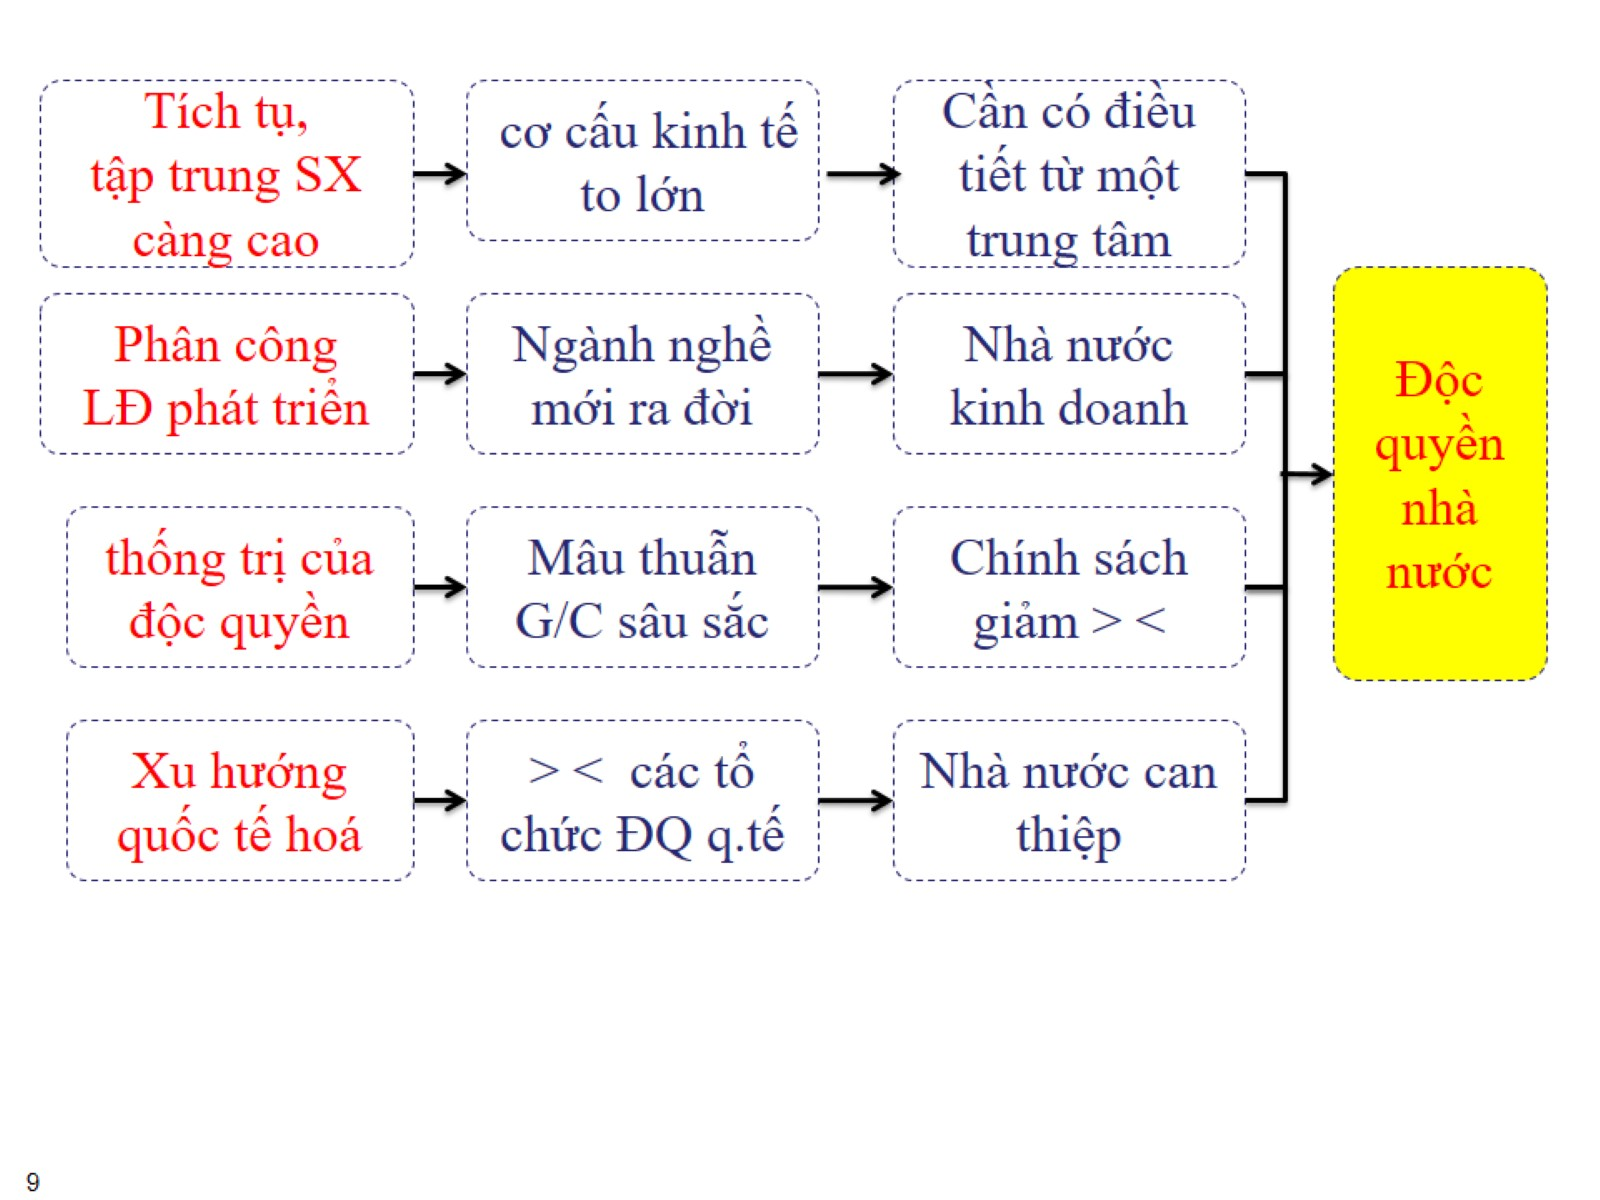 Tích tụ,
tập trung SX
càng cao
cơ cấu kinh tế
to lớn
Cần có điều
tiết từ một
trung tâm
Phân công
LĐ phát triển
Ngành nghề
mới ra đời
Nhà nước
kinh doanh
thống trị của
độc quyền
Mâu thuẫn
G/C sâu sắc
Chính sách
giảm > <
Xu hướng
quốc tế hoá
> < các tổ
chức ĐQ q.tế
Nhà nước can
thiệp
Độc
quyền
nhà
nước
9